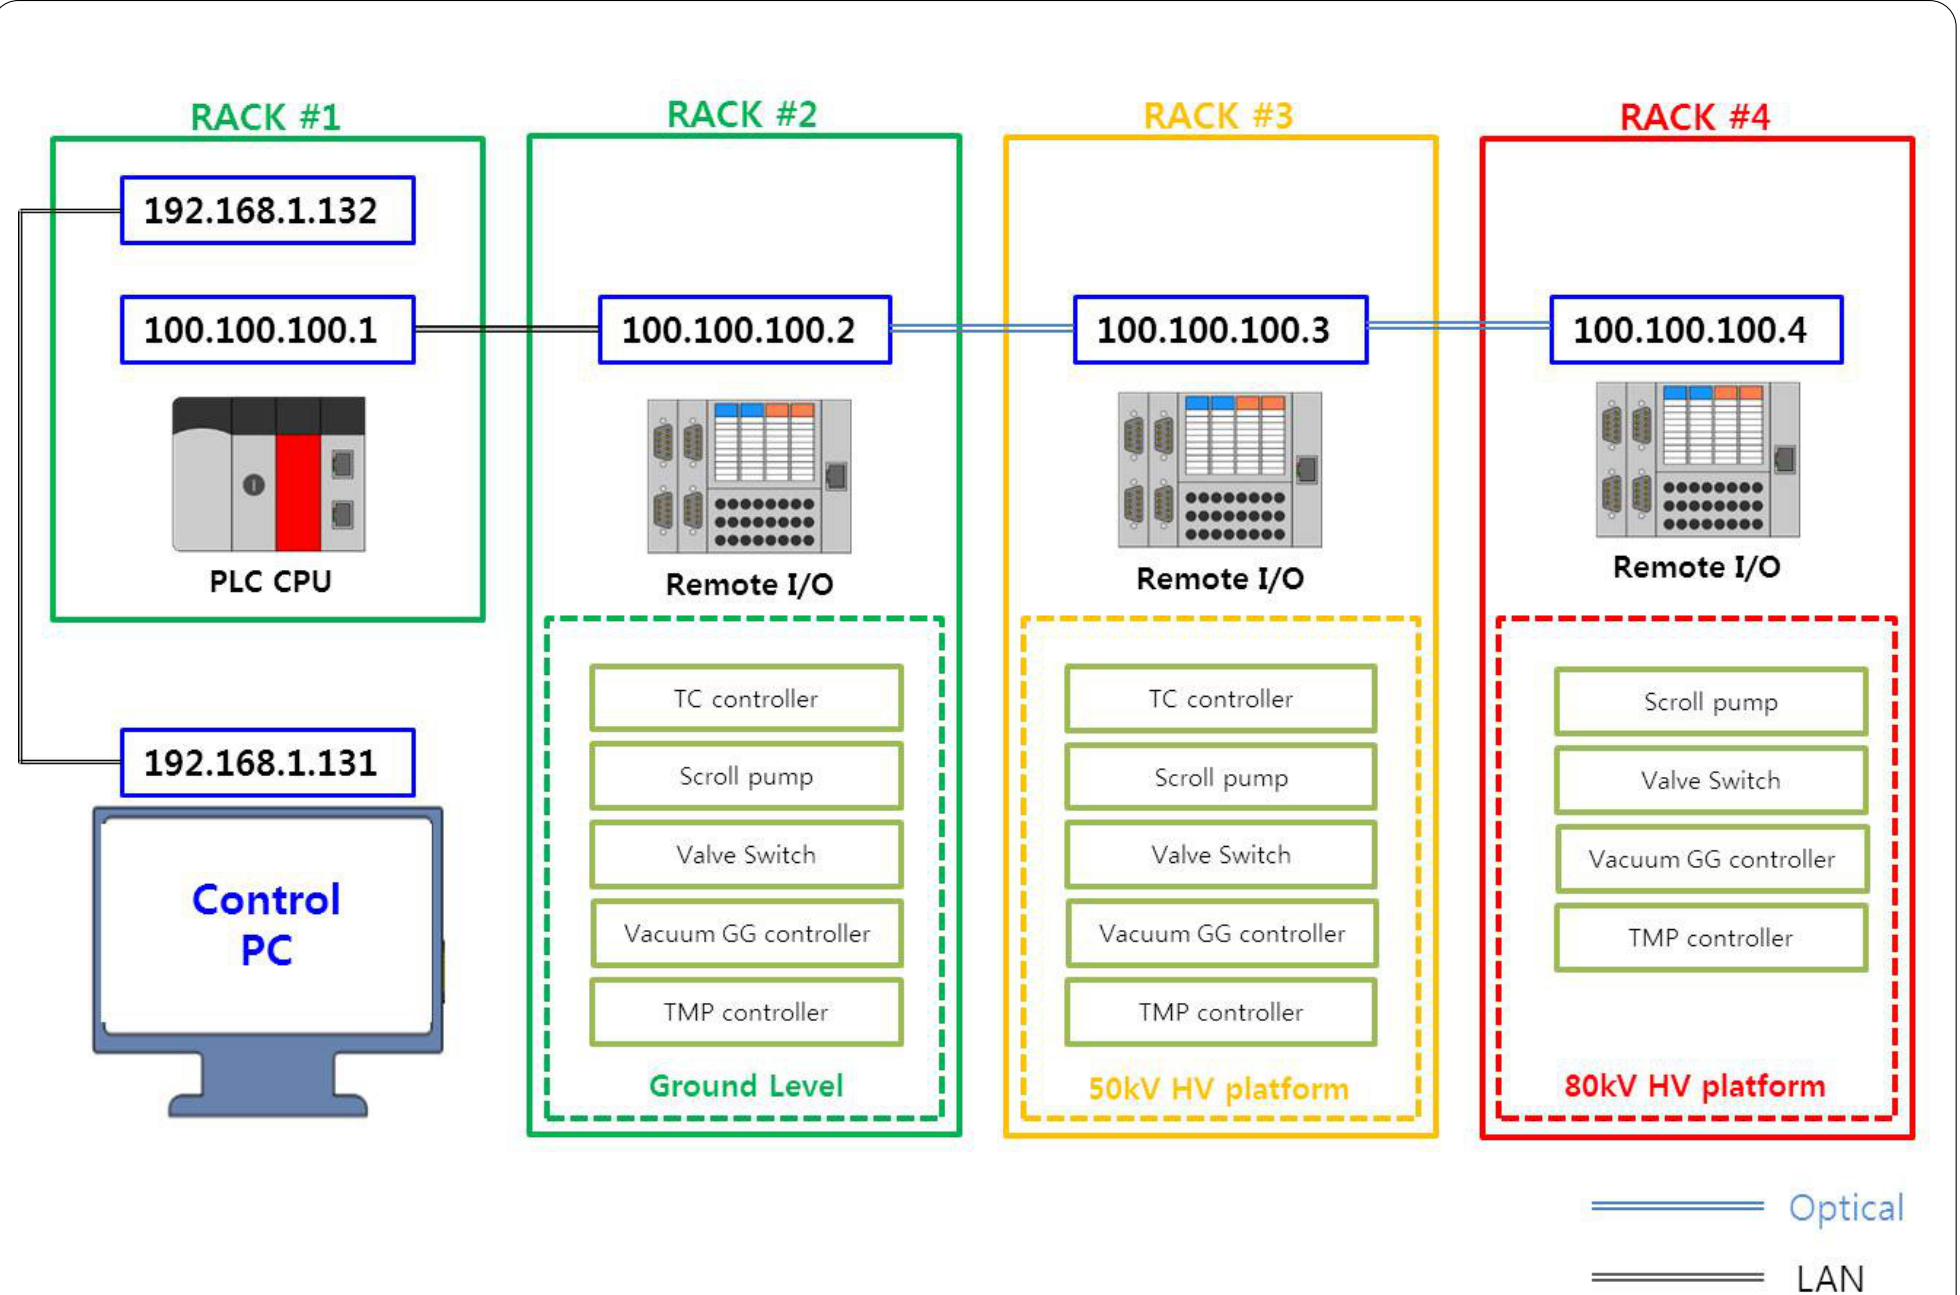 RACK #1
192.168.1.132
100.100.100.1
PLC CPU
192.168.1.131
Control
PC
RACK #2
100.100.100.2
Remote I/O
TC controller
Scroll pump
Valve Switch
Vacuum GG controller
TMP controller
Ground Level
RACK #3
100.100.100.3
Remote I/O
TC controller
Scroll pump
Valve Switch
Vacuum GG controller
TMP controller
50kV HV platform
RACK #4
100.100.100.4
Remote I/O
Scroll pump
Valve Switch
Vacuum GG controller
TMP controller
80kV HV platform
Optical
LAN